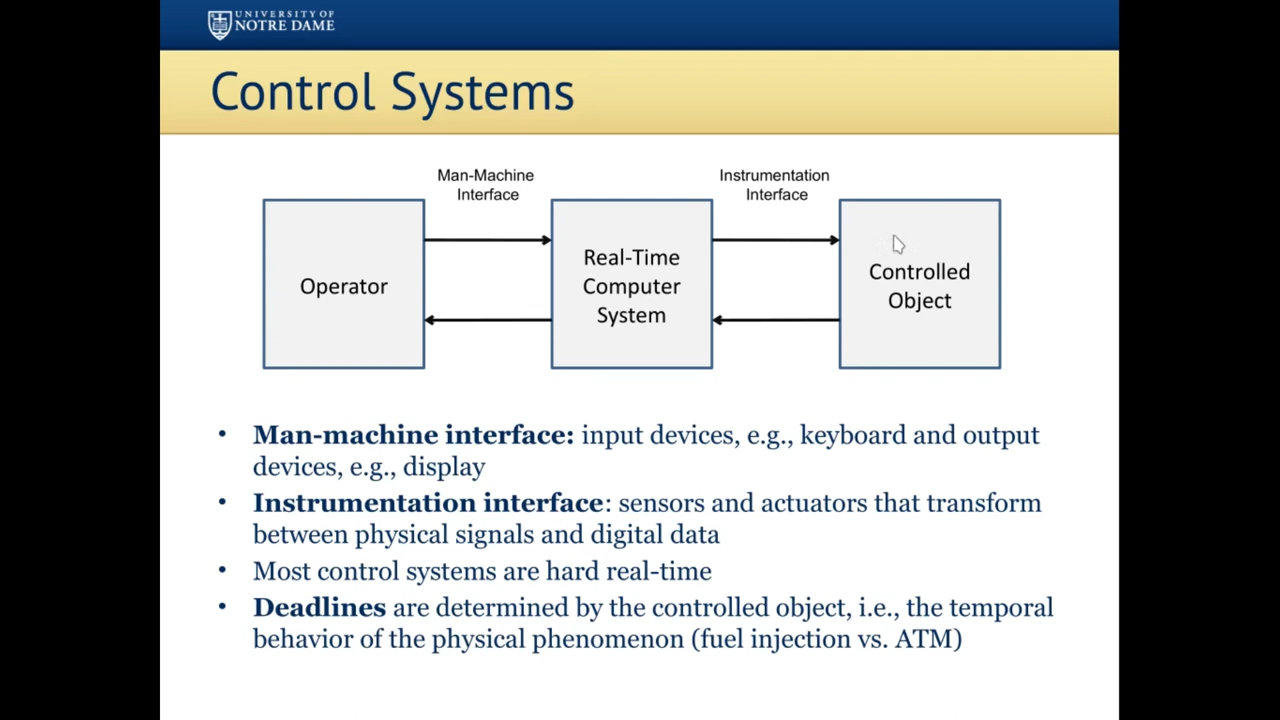 UNIVERSITY OF
NOTRE DAME
Control Systems
Man-Machine
Interface
Instrumentation
Interface
Operator
Real-Time
Computer
System
Controlled
Object
• Man-machine interface: input devices, e.g., keyboard and output
devices, e.g., display
• Instrumentation interface: sensors and actuators that transform
between physical signals and digital data
• Most control systems are hard real-time
• Deadlines are determined by the controlled object, i.e., the temporal
behavior of the physical phenomenon (fuel injection vs. ATM)